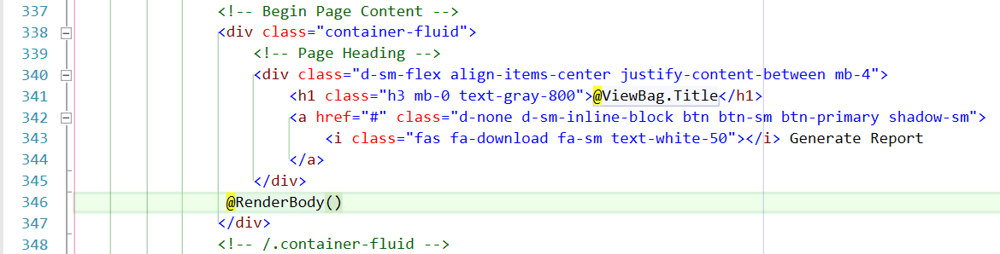 337 <!-- Begin Page Content -->
338 <div class="container-fluid">
339 <!-- Page Heading -->
340 <div class="d-sm-flex align-items-center justify-content-between mb-4">
341 <h1 class="h3 mb-0 text-gray-800">@ViewBag.Title</h1>
342 <a href="#" class="d-none d-sm-inline-block btn btn-sm btn-primary shadow-sm">
343 <i class="fas fa-download fa-sm text-white-50"></i> Generate Report
344 </a>
345 </div>
346 @RenderBody()
347 </div>
348 <!-- /.container-fluid -->